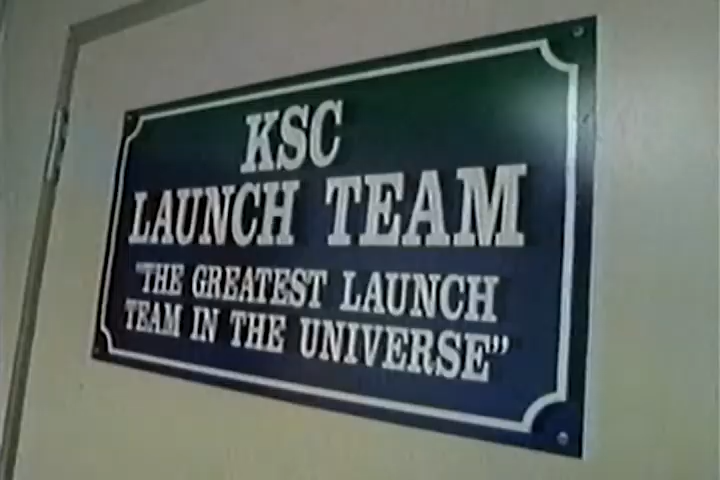 KSC
LAUNCH TEAM
"THE GREATEST LAUNCH
TEAM IN THE UNIVERSE"